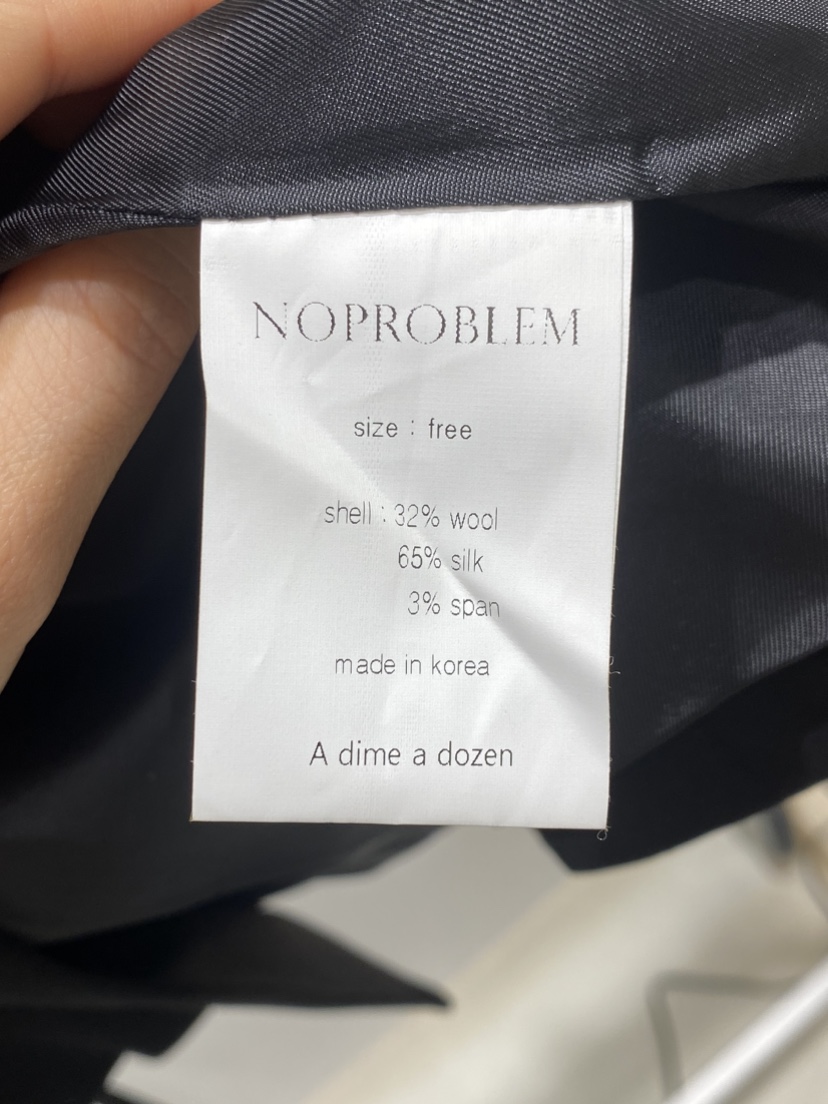 NOPROBLEM
size : free
shell : 32% wool
65% silk
3% span
made in korea
A dime a dozen